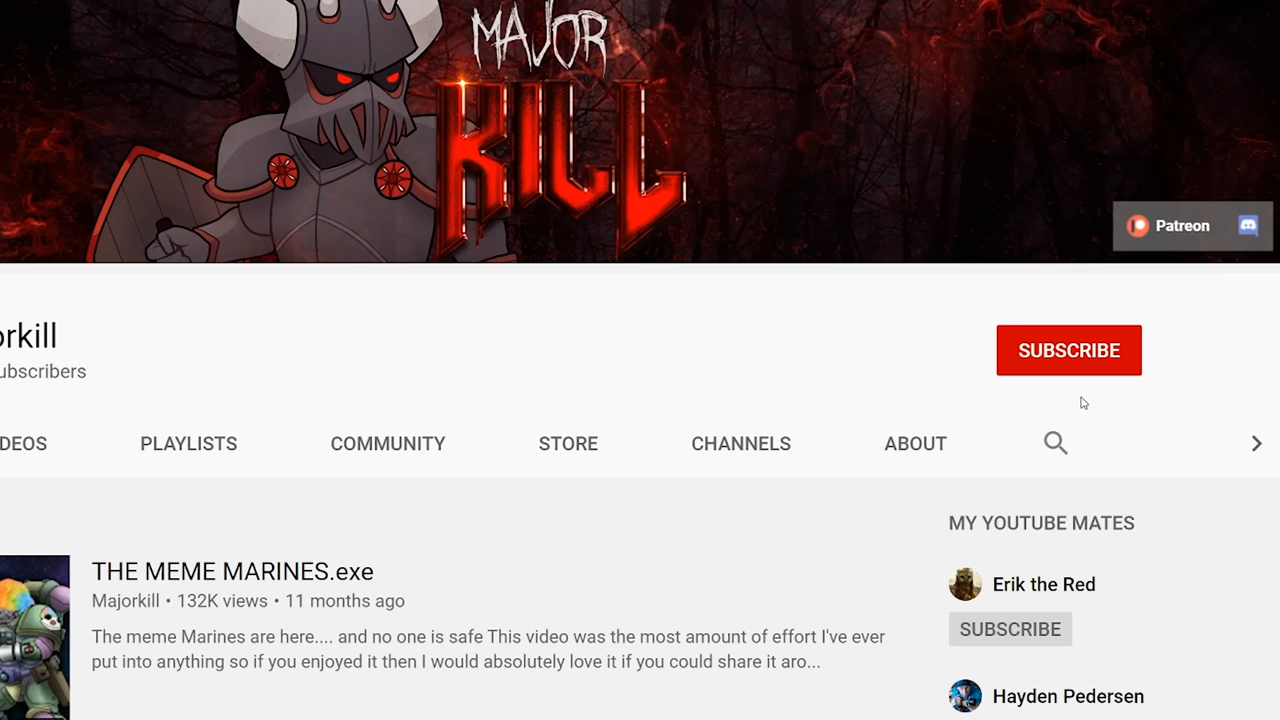 MAJOR
KILL
Patreon
orkill
ubscribers
SUBSCRIBE
DEOS PLAYLISTS COMMUNITY STORE CHANNELS ABOUT
MY YOUTUBE MATES
THE MEME MARINES.exe
Majorkill • 132K views • 11 months ago
The meme Marines are here.... and no one is safe This video was the most amount of effort I've ever
put into anything so if you enjoyed it then I would absolutely love it if you could share it aro...
Erik the Red
SUBSCRIBE
Hayden Pedersen